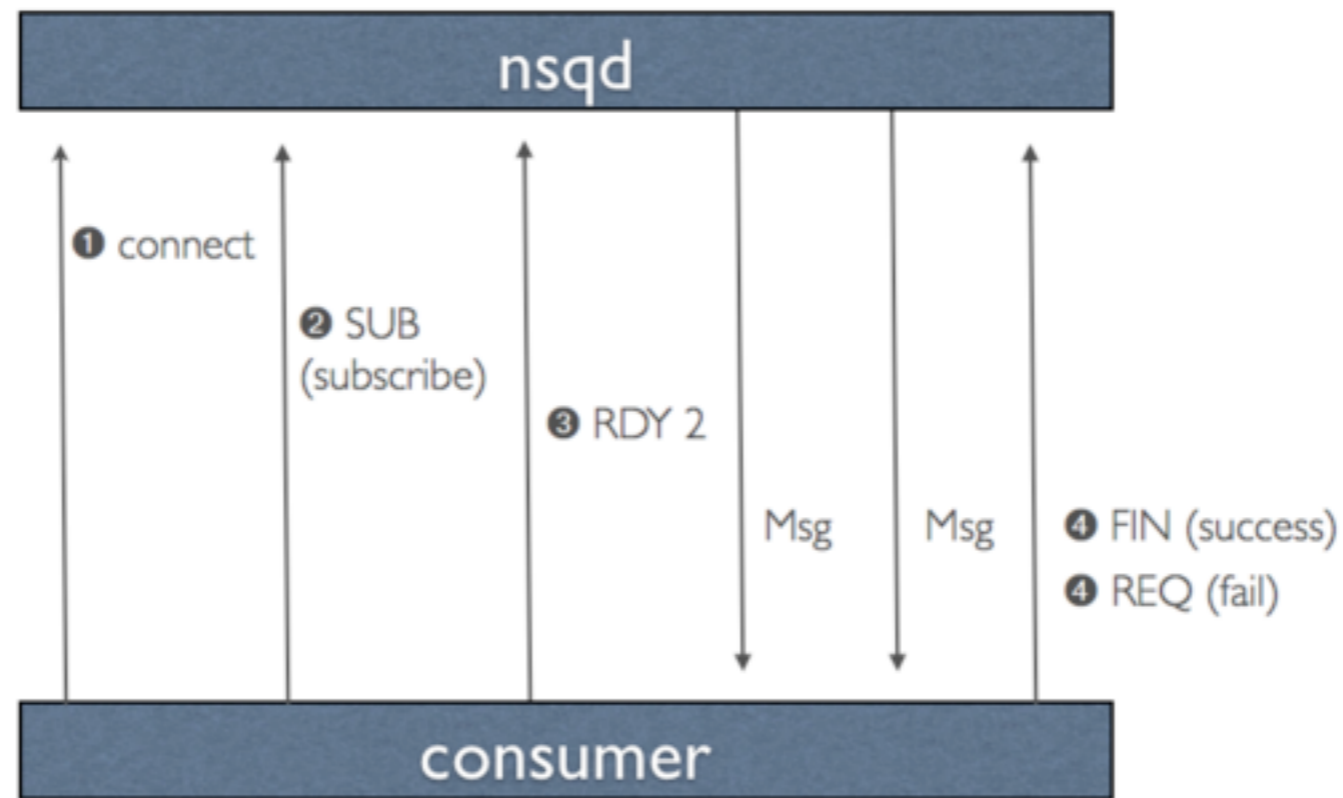 nsqd
❶ connect
❷ SUB
(subscribe)
❸ RDY 2
Msg
Msg
❹ FIN (success)
❹ REQ (fail)
consumer